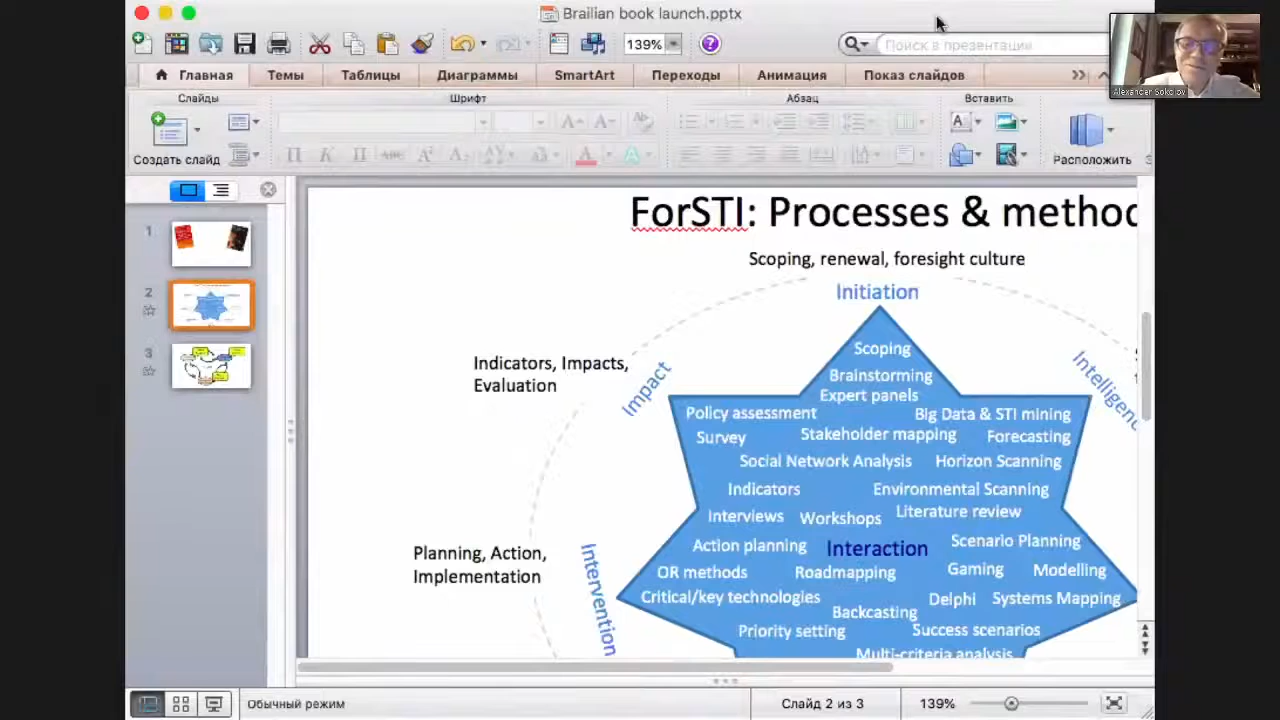 Brailian book launch.pptx
139%
Поиск в презентации
Alexander Sokolov
Главная Темы Таблицы Диаграммы SmartArt Переходы Анимация Показ слайдов
Слайды Шрифт Абзац Вставить
Создать слайд
Расположить
1
2
3
ForSTI: Processes & method
Scoping, renewal, foresight culture
Initiation
Indicators, Impacts,
Evaluation
Impact
Intelligenc
Scoping
Brainstorming
Expert panels
Policy assessment Big Data & STI mining
Survey Stakeholder mapping Forecasting
Social Network Analysis Horizon Scanning
Indicators Environmental Scanning
Interviews Workshops Literature review
Action planning Interaction Scenario Planning
OR methods Roadmapping Gaming Modelling
Critical/key technologies Delphi Systems Mapping
Backcasting
Priority setting Success scenarios
Multi-criteria analysis
Planning, Action,
Implementation
Intervention
Обычный режим Слайд 2 из 3 139%